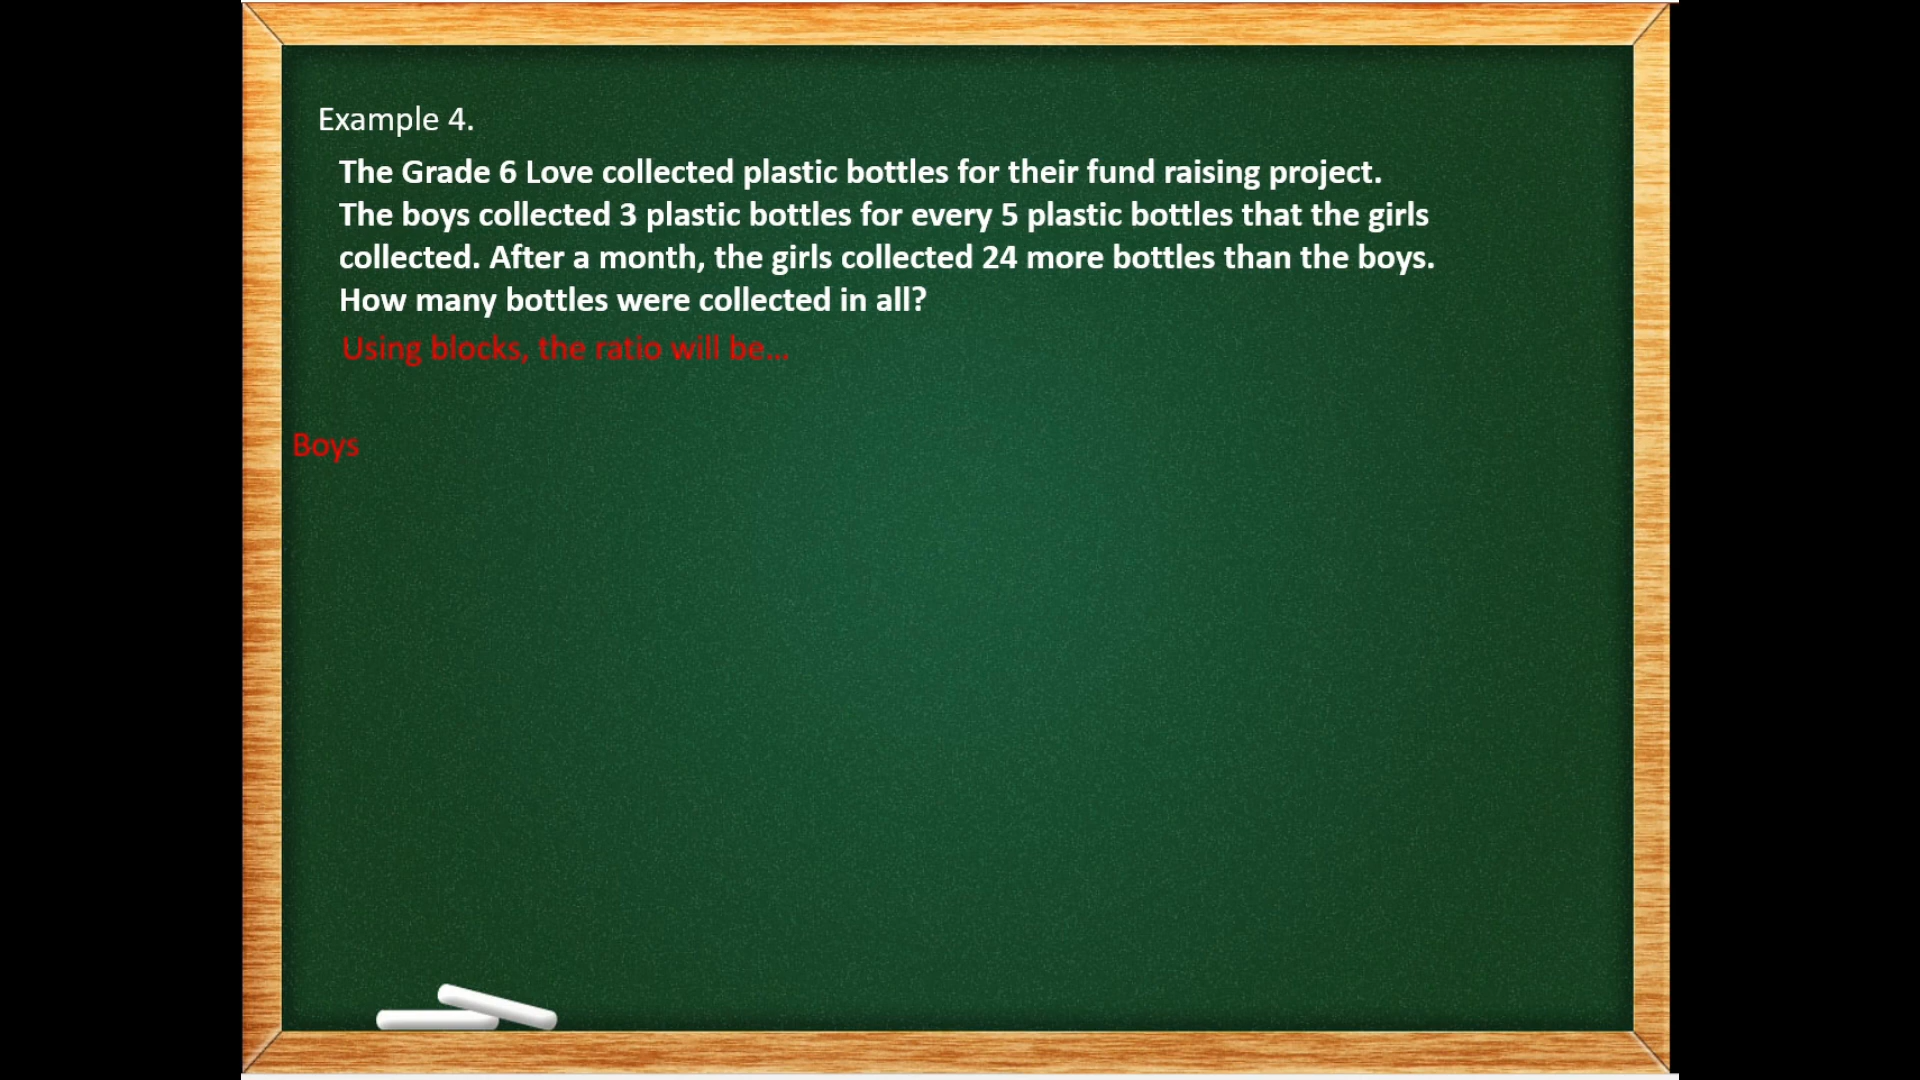 Example 4.
The Grade 6 Love collected plastic bottles for their fund raising project.
The boys collected 3 plastic bottles for every 5 plastic bottles that the girls
collected. After a month, the girls collected 24 more bottles than the boys.
How many bottles were collected in all?
Using blocks, the ratio will be...
Boys